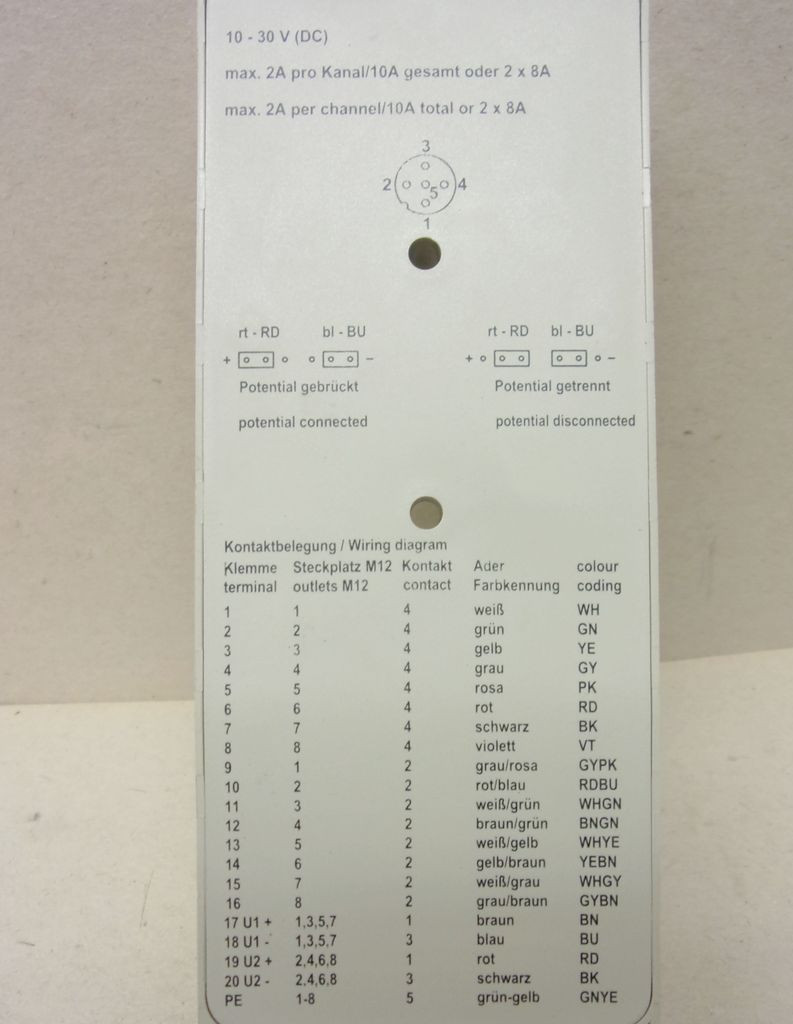 10 - 30 V (DC)
max. 2A pro Kanal/10A gesamt oder 2 x 8A
max. 2A per channel/10A total or 2 x 8A
3
2 5 4
1
rt - RD bl - BU rt - RD bl - BU
+ - + -
Potential gebrückt Potential getrennt
potential connected potential disconnected
Kontaktbelegung / Wiring diagram
Klemme Steckplatz M12 Kontakt Ader colour
terminal outlets M12 contact Farbkennung coding
1 1 4 weiß WH
2 2 4 grün GN
3 3 4 gelb YE
4 4 4 grau GY
5 5 4 rosa PK
6 6 4 rot RD
7 7 4 schwarz BK
8 8 4 violett VT
9 1 2 grau/rosa GYPK
10 2 2 rot/blau RDBU
11 3 2 weiß/grün WHGN
12 4 2 braun/grün BNGN
13 5 2 weiß/gelb WHYE
14 6 2 gelb/braun YEBN
15 7 2 weiß/grau WHGY
16 8 2 grau/braun GYBN
17 U1 + 1,3,5,7 1 braun BN
18 U1 - 1,3,5,7 3 blau BU
19 U2 + 2,4,6,8 1 rot RD
20 U2 - 2,4,6,8 3 schwarz BK
PE 1-8 5 grün-gelb GNYE